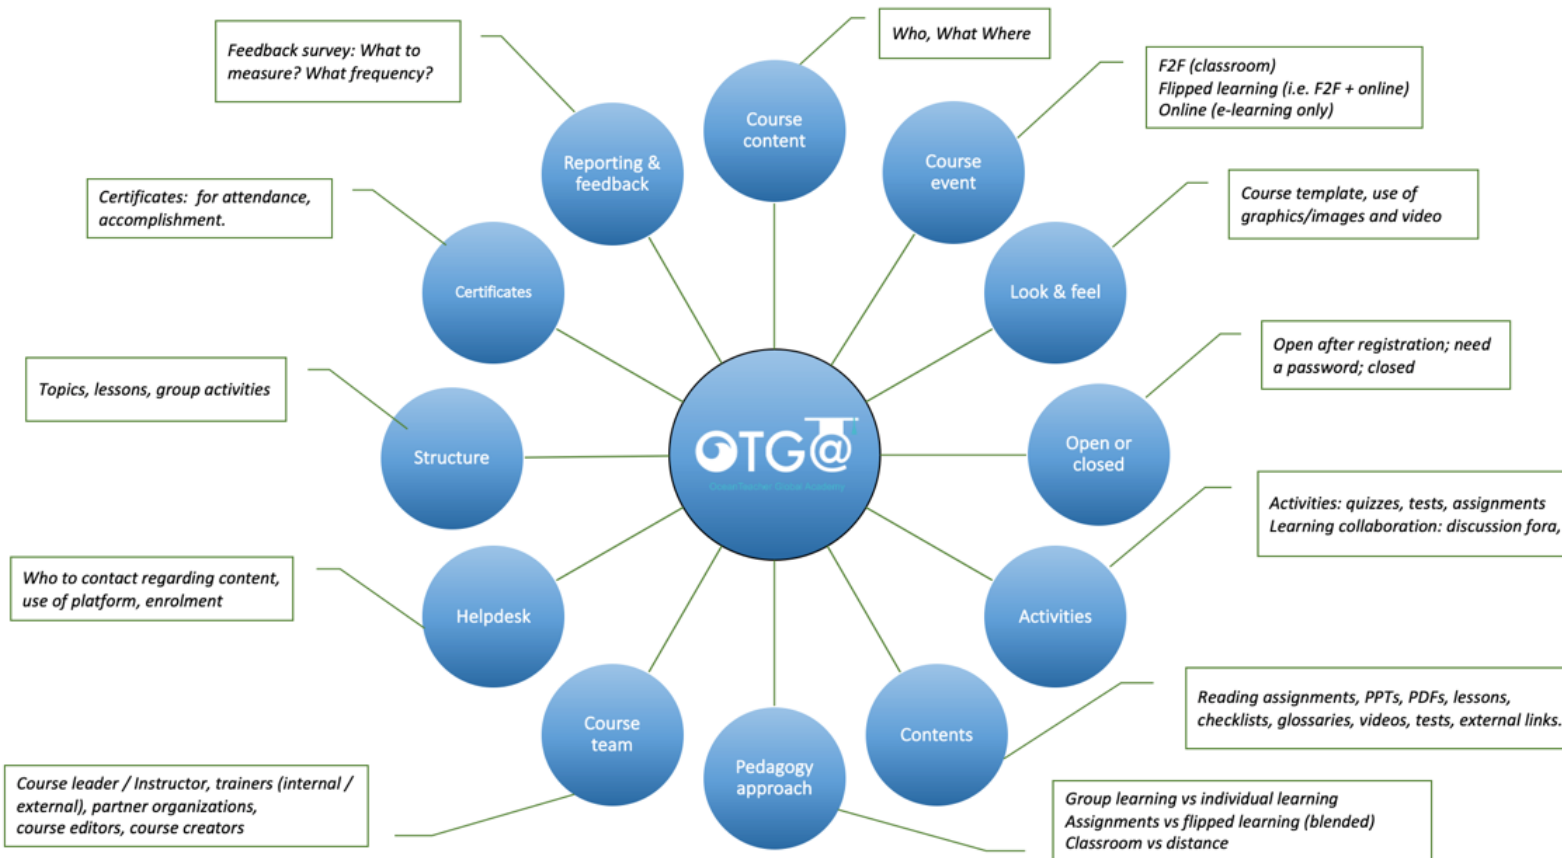 Who, What Where
Course
content
F2F (classroom)
Flipped learning (i.e. F2F + online)
Online (e-learning only)
Course
event
Course template, use of
graphics/images and video
Look & feel
Open after registration; need
a password; closed
Open or
closed
Activities: quizzes, tests, assignments
Learning collaboration: discussion fora,
Activities
Reading assignments, PPTs, PDFs, lessons,
checklists, glossaries, videos, tests, external links.
Contents
Group learning vs individual learning
Assignments vs flipped learning (blended)
Classroom vs distance
Pedagogy
approach
Course leader / Instructor, trainers (internal /
external), partner organizations,
course editors, course creators
Course
team
Who to contact regarding content,
use of platform, enrolment
Helpdesk
Topics, lessons, group activities
Structure
Certificates:  for attendance,
accomplishment.
Certificates
Feedback survey: What to
measure? What frequency?
Reporting &
feedback
OTG@
OceanTeacher Global Academy